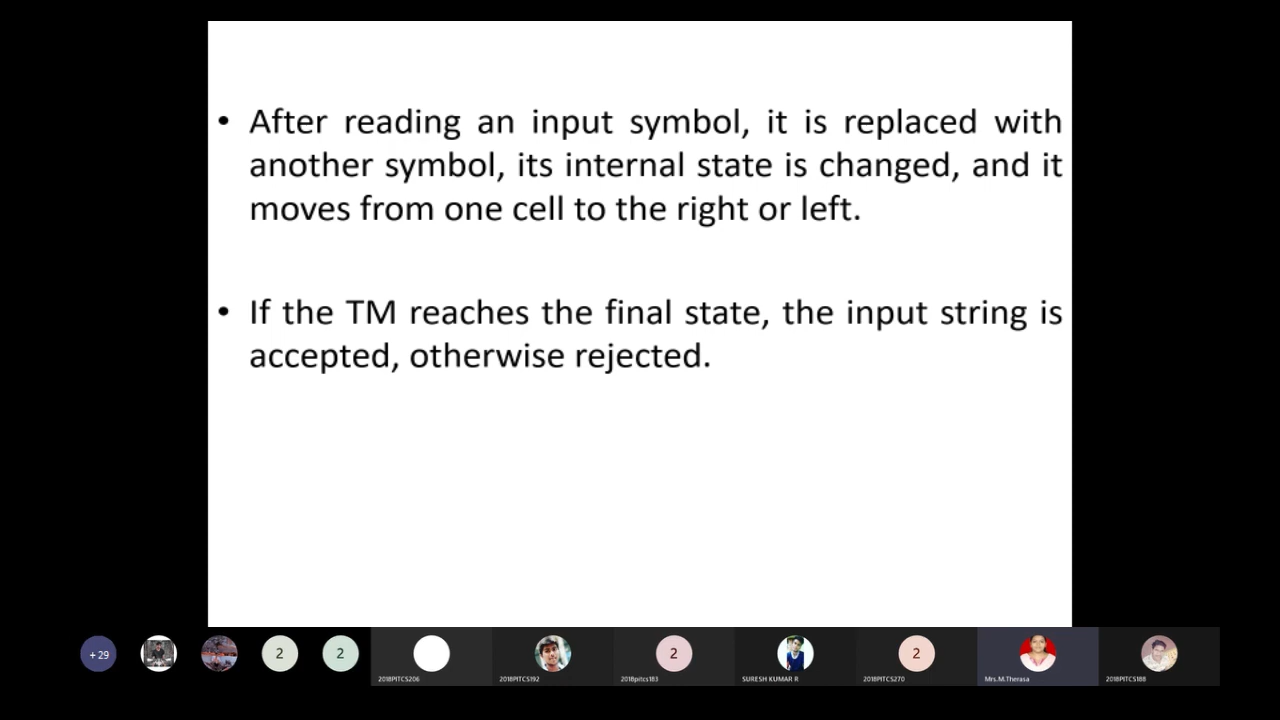 • After reading an input symbol, it is replaced with
another symbol, its internal state is changed, and it
moves from one cell to the right or left.
• If the TM reaches the final state, the input string is
accepted, otherwise rejected.
+ 29
2
2
2
2
2018PITCS206
2018PITCS192
2018pitcs183
SURESH KUMAR R
2018PITCS270
Mrs.M.Therasa
2018PITCS188